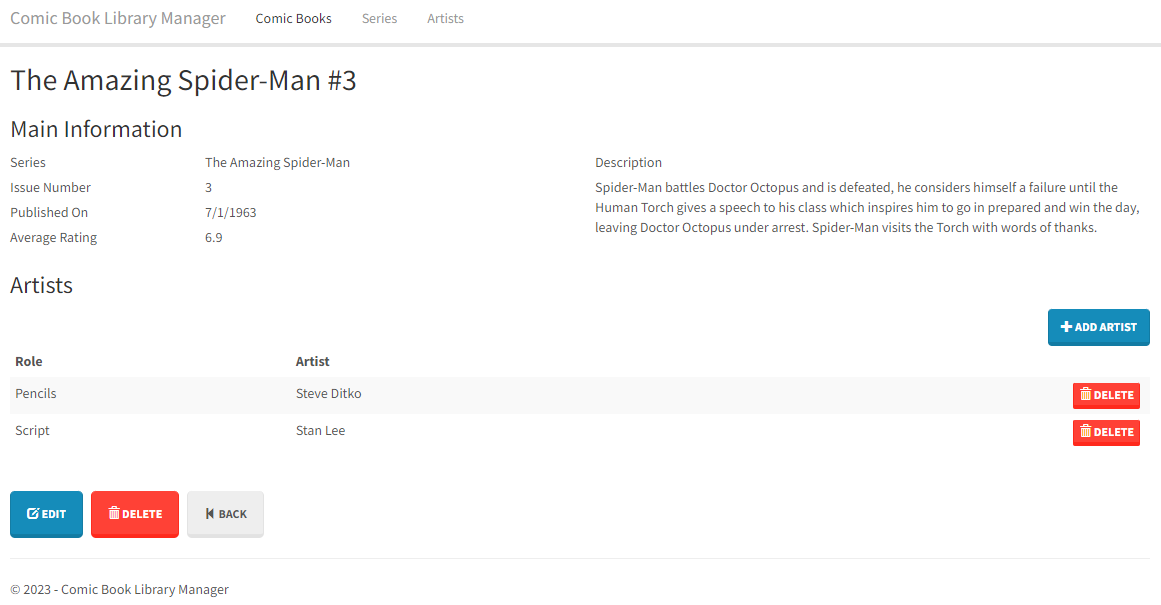 Comic Book Library Manager Comic Books Series Artists
The Amazing Spider-Man #3
Main Information
Series The Amazing Spider-Man
Issue Number 3
Published On 7/1/1963
Average Rating 6.9
Description
Spider-Man battles Doctor Octopus and is defeated, he considers himself a failure until the
Human Torch gives a speech to his class which inspires him to go in prepared and win the day,
leaving Doctor Octopus under arrest. Spider-Man visits the Torch with words of thanks.
Artists
ADD ARTIST
Role Artist
Pencils Steve Ditko DELETE
Script Stan Lee DELETE
EDIT DELETE BACK
© 2023 - Comic Book Library Manager